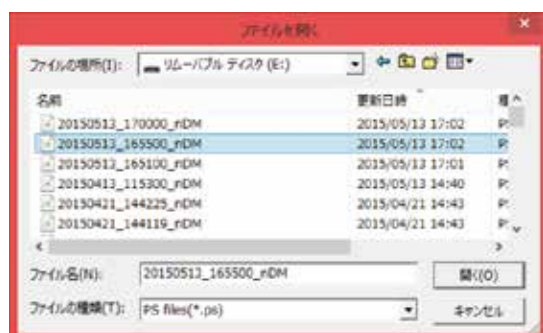 ファイルを開く
ファイルの場所(I): リムーバブル ディスク (E:)
名前 更新日時
20150513_170000_nDM 2015/05/13 17:02
20150513_165500_nDM 2015/05/13 17:02
20150513_165100_nDM 2015/05/13 17:01
20150413_115300_nDM 2015/05/13 14:40
20150421_144225_nDM 2015/04/21 14:43
20150421_144119_nDM 2015/04/21 14:43
ファイル名(N): 20150513_165500_nDM 開く(O)
ファイルの種類(T): PS files(*.ps) キャンセル